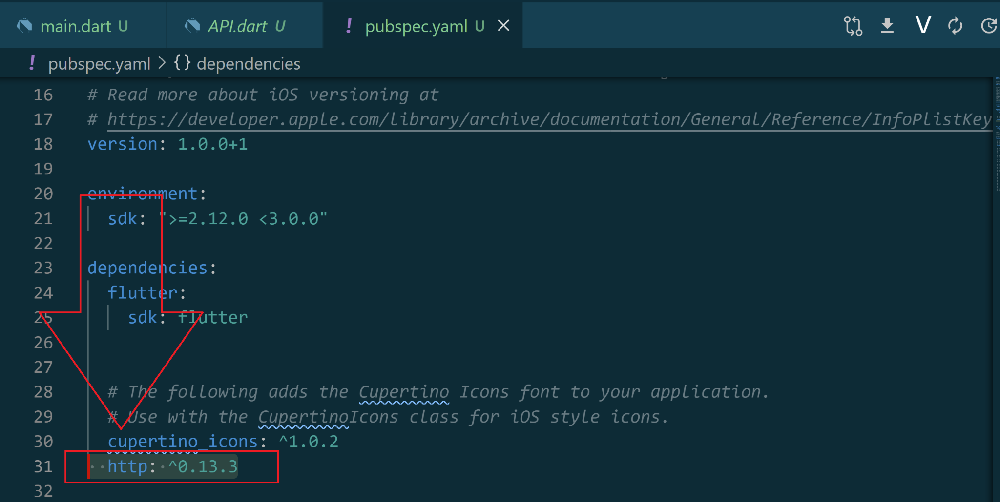 main.dart U
API.dart U
! pubspec.yaml U
V
! pubspec.yaml > {} dependencies
16 # Read more about iOS versioning at
17 # https://developer.apple.com/library/archive/documentation/General/Reference/InfoPlistKey
18 version: 1.0.0+1
19
20 environment:
21 sdk: ">=2.12.0 <3.0.0"
22
23 dependencies:
24 flutter:
25 sdk: flutter
26
27
28 # The following adds the Cupertino Icons font to your application.
29 # Use with the CupertinoIcons class for iOS style icons.
30 cupertino_icons: ^1.0.2
31 http: ^0.13.3
32